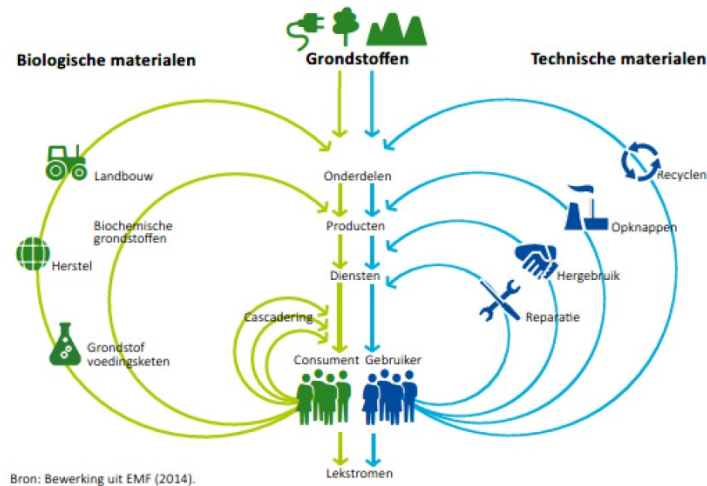 Biologische materialen
Grondstoffen
Technische materialen
Landbouw
Onderdelen
Recyclen
Biochemische
grondstoffen
Producten
Opknappen
Herstel
Diensten
Hergebruik
Cascadering
Reparatie
Grondstof
voedingsketen
Consument
Gebruiker
Lekstromen
Bron: Bewerking uit EMF (2014).